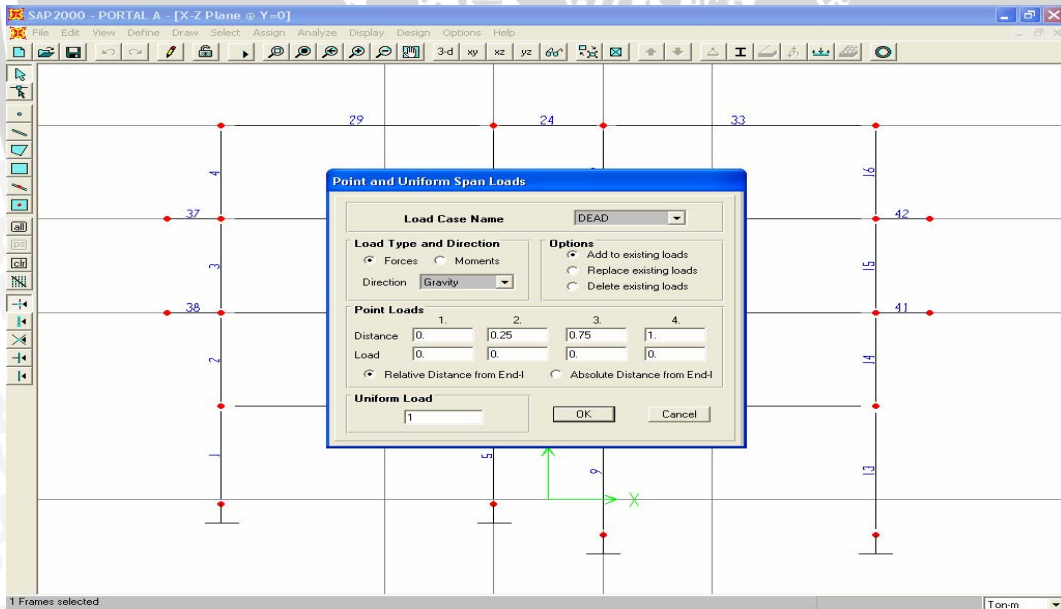 SAP2000 - PORTAL A - [X-Z Plane @ Y=0]
File Edit View Define Draw Select Assign Analyze Display Design Options Help
3-d xy xz yz
all
ps
clr
29 24 33
4 16
Point and Uniform Span Loads
Load Case Name DEAD
37 42
Load Type and Direction
Forces Moments
Direction Gravity
Options
Add to existing loads
Replace existing loads
Delete existing loads
3 15
38 41
Point Loads
1. 2. 3. 4.
Distance 0. 0.25 0.75 1.
Load 0. 0. 0. 0.
Relative Distance from End-I Absolute Distance from End-I
2 14
Uniform Load
1
OK Cancel
1 5 9 13
X
1 Frames selected
Ton-m